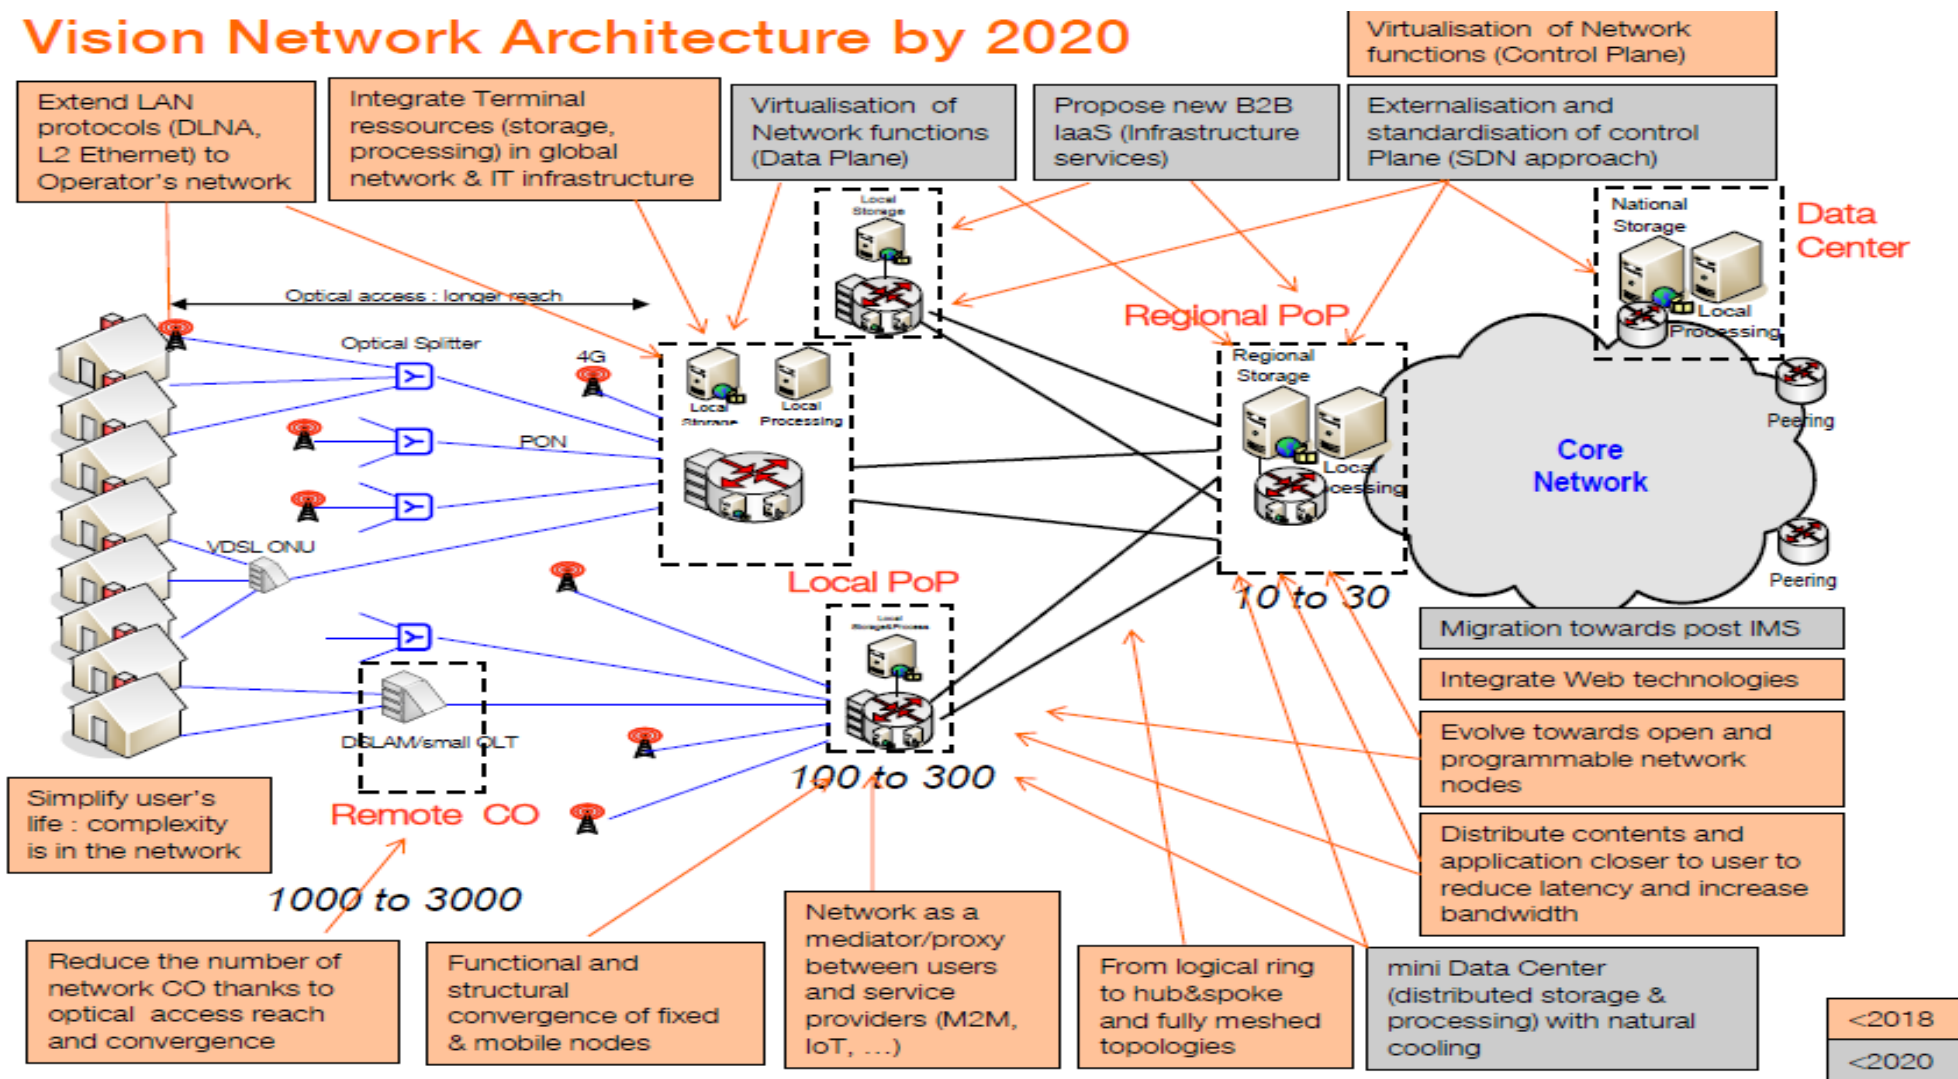 Vision Network Architecture by 2020
Virtualisation of Network
functions (Control Plane)
Extend LAN
protocols (DLNA,
L2 Ethernet) to
Operator's network
Integrate Terminal
ressources (storage,
processing) in global
network & IT infrastructure
Virtualisation of
Network functions
(Data Plane)
Propose new B2B
IaaS (Infrastructure
services)
Externalisation and
standardisation of control
Plane (SDN approach)
Local
Storage
National
Storage
Data
Center
Local
Processing
Optical access : longer reach
Regional PoP
Optical Splitter
4G
Regional
Storage
Local
Storage
Local
Processing
Peering
PON
Core
Network
Local
cessing
VDSL ONU
Local PoP
10 to 30
Peering
Local
Storage&Process
Migration towards post IMS
Integrate Web technologies
DSLAM/small OLT
100 to 300
Evolve towards open and
programmable network
nodes
Simplify user's
life : complexity
is in the network
Remote CO
Distribute contents and
application closer to user to
reduce latency and increase
bandwidth
1000 to 3000
Reduce the number of
network CO thanks to
optical access reach
and convergence
Functional and
structural
convergence of fixed
& mobile nodes
Network as a
mediator/proxy
between users
and service
providers (M2M,
IoT, ...)
From logical ring
to hub&spoke
and fully meshed
topologies
mini Data Center
(distributed storage &
processing) with natural
cooling
<2018
<2020